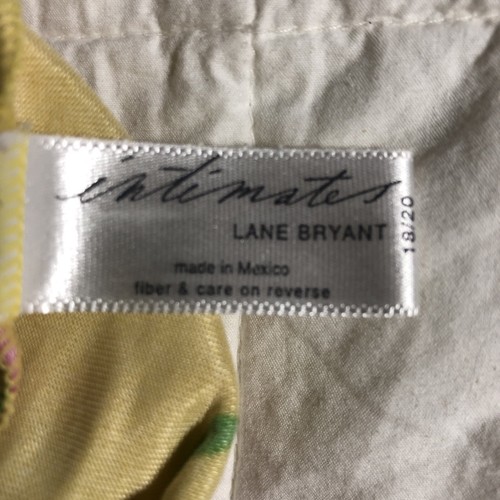 intimates
LANE BRYANT
18/20
made in Mexico
fiber & care on reverse